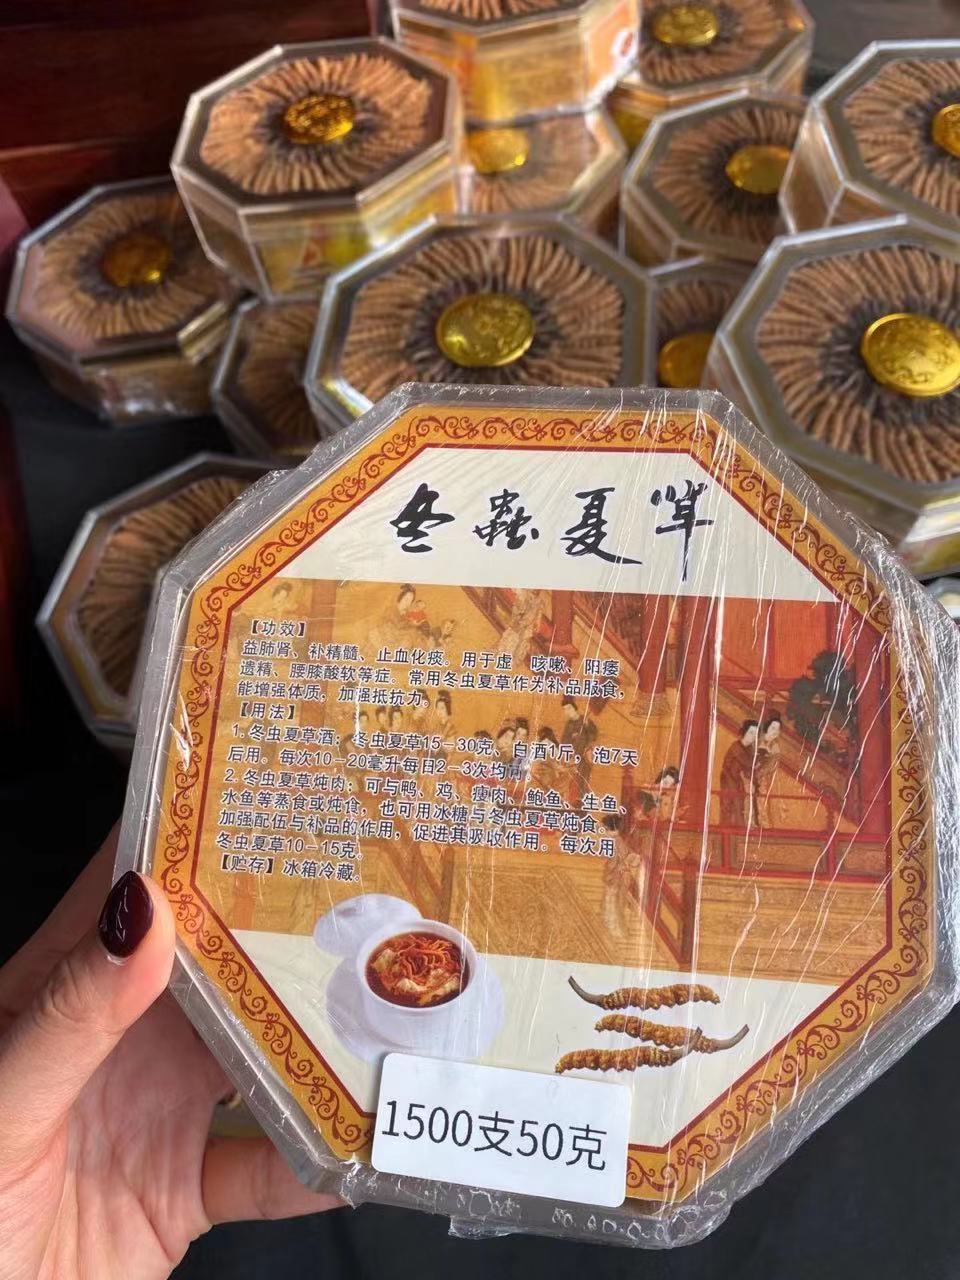 冬蟲夏草
【功效】
益肺肾、补精髓、止血化痰。用于虚 咳嗽、阳痿
遗精、腰膝酸软等症。常用冬虫夏草作为补品服食，
能增强体质，加强抵抗力。
【用法】
1.冬虫夏草酒：冬虫夏草15－30克、白酒1斤，泡7天
后用。每次10－20毫升每日2－3次均可。
2.冬虫夏草炖肉：可与鸭、鸡、瘦肉、鲍鱼、生鱼、
水鱼等蒸食或炖食，也可用冰糖与冬虫夏草炖食。
加强配伍与补品的作用，促进其吸收作用。每次用
冬虫夏草10－15克。
【贮存】冰箱冷藏。
1500支50克